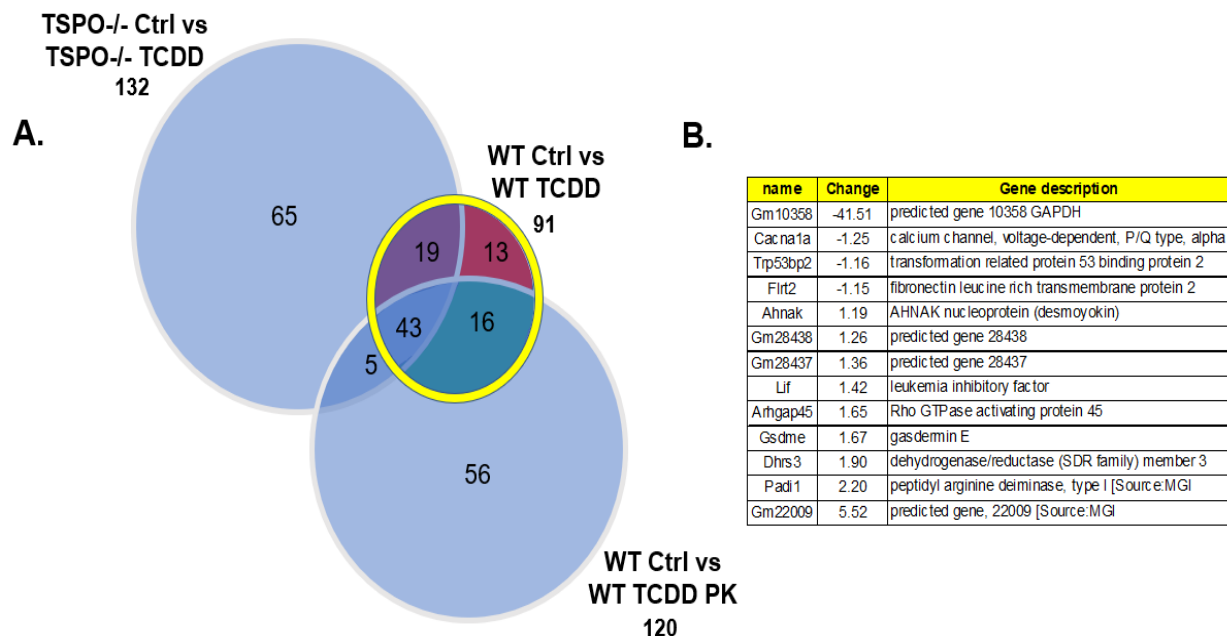 TSPO-/- Ctrl vs
TSPO-/- TCDD
132
A.
WT Ctrl vs
WT TCDD
91
65
19
13
43
16
5
56
WT Ctrl vs
WT TCDD PK
120
B.
name Change Gene description
Gm10358 -41.51 predicted gene 10358 GAPDH
Cacna1a -1.25 calcium channel, voltage-dependent, P/Q type, alpha
Trp53bp2 -1.16 transformation related protein 53 binding protein 2
Flrt2 -1.15 fibronectin leucine rich transmembrane protein 2
Ahnak 1.19 AHNAK nucleoprotein (desmoyokin)
Gm28438 1.26 predicted gene 28438
Gm28437 1.36 predicted gene 28437
Lif 1.42 leukemia inhibitory factor
Arhgap45 1.65 Rho GTPase activating protein 45
Gsdme 1.67 gasdermin E
Dhrs3 1.90 dehydrogenase/reductase (SDR family) member 3
Padi1 2.20 peptidyl arginine deiminase, type I [Source:MGI
Gm22009 5.52 predicted gene, 22009 [Source:MGI